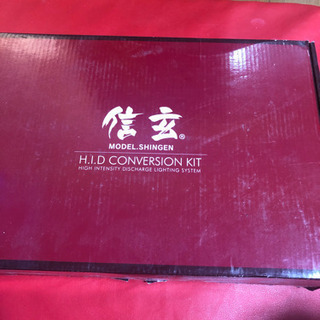 信玄®
MODEL.SHINGEN
H.I.D CONVERSION KIT
HIGH INTENSITY DISCHARGE LIGHTING SYSTEM